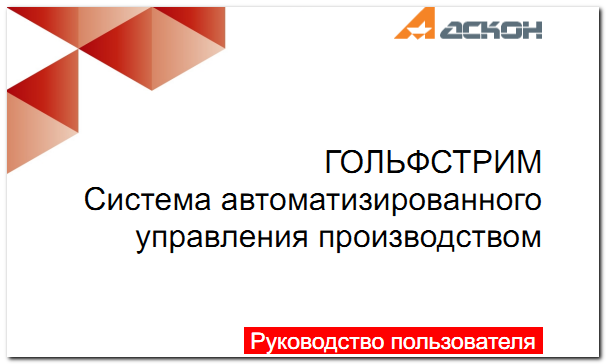 АСКОН
ГОЛЬФСТРИМ
Система автоматизированного
управления производством
Руководство пользователя